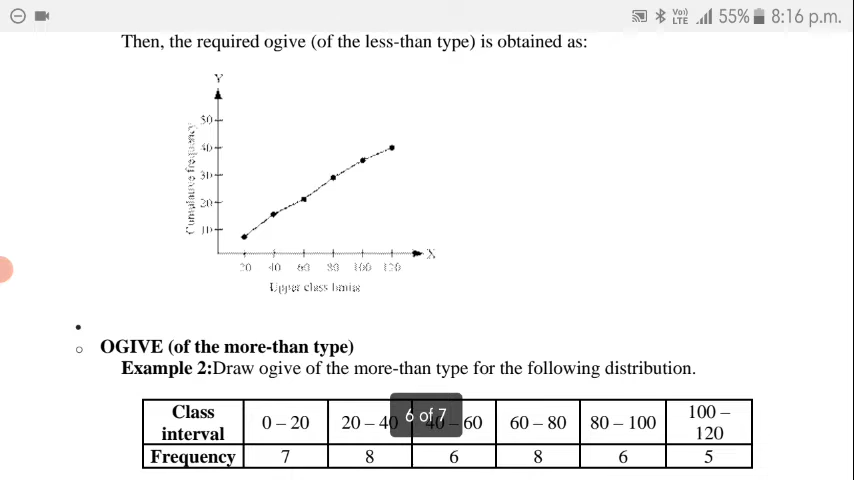 55% 8:16 p.m.
Vo))
LTE
Then, the required ogive (of the less-than type) is obtained as:
Y
50
40
30
20
10
Cumulative frequency
X
20 40 60 80 100 120
Upper class limits
OGIVE (of the more-than type)
Example 2:Draw ogive of the more-than type for the following distribution.
6 of 7
Class interval 0 – 20 20 – 40 40 – 60 60 – 80 80 – 100 100 – 120
Frequency 7 8 6 8 6 5